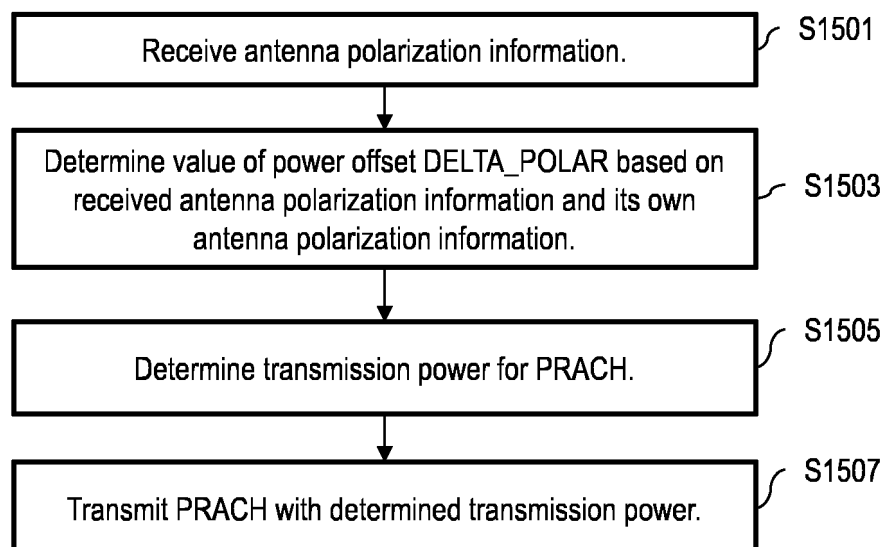 Receive antenna polarization information.
S1501
Determine value of power offset DELTA_POLAR based on
received antenna polarization information and its own
antenna polarization information.
S1503
Determine transmission power for PRACH.
S1505
Transmit PRACH with determined transmission power.
S1507